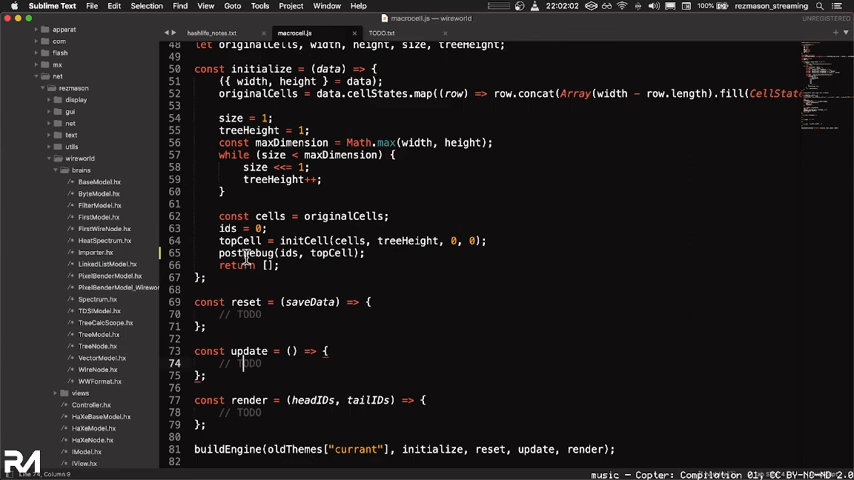 Sublime Text File Edit Selection Find View Goto Tools Project Window Help 100% 22:02:02 rezmason_streaming
macrocell.js — wireworld
UNREGISTERED
hashlife_notes.txt macrocell.js TODO.txt
apparat
com
flash
mx
net
rezmason
display
gui
net
text
utils
wireworld
brains
BaseModel.hx
ByteModel.hx
FilterModel.hx
FirstModel.hx
FirstWireNode.hx
HeatSpectrum.hx
Importer.hx
LinkedListModel.hx
PixelBenderModel.hx
PixelBenderModel_Wireworl
Spectrum.hx
TDSIModel.hx
TreeCalcScope.hx
TreeModel.hx
TreeNode.hx
VectorModel.hx
WireNode.hx
WWFormat.hx
views
Controller.hx
HaXeBaseModel.hx
HaXeNode.hx
IModel.hx
IView.hx
48 let originalCells, width, height, size, treeHeight;
49
50 const initialize = (data) => {
51 ({ width, height } = data);
52 originalCells = data.cellStates.map((row) => row.concat(Array(width - row.length).fill(CellStat
53
54 size = 1;
55 treeHeight = 1;
56 const maxDimension = Math.max(width, height);
57 while (size < maxDimension) {
58 size <<= 1;
59 treeHeight++;
60 }
61
62 const cells = originalCells;
63 ids = 0;
64 topCell = initCell(cells, treeHeight, 0, 0);
65 postDebug(ids, topCell);
66 return [];
67 };
68
69 const reset = (saveData) => {
70 // TODO
71 };
72
73 const update = () => {
74 // TODO
75 };
76
77 const render = (headIDs, tailIDs) => {
78 // TODO
79 };
80
81 buildEngine(oldThemes["currant"], initialize, reset, update, render);
82
RM
Line 74, Column 9
music - Copter: Compilation 01, CC BY-NC-ND 2.0